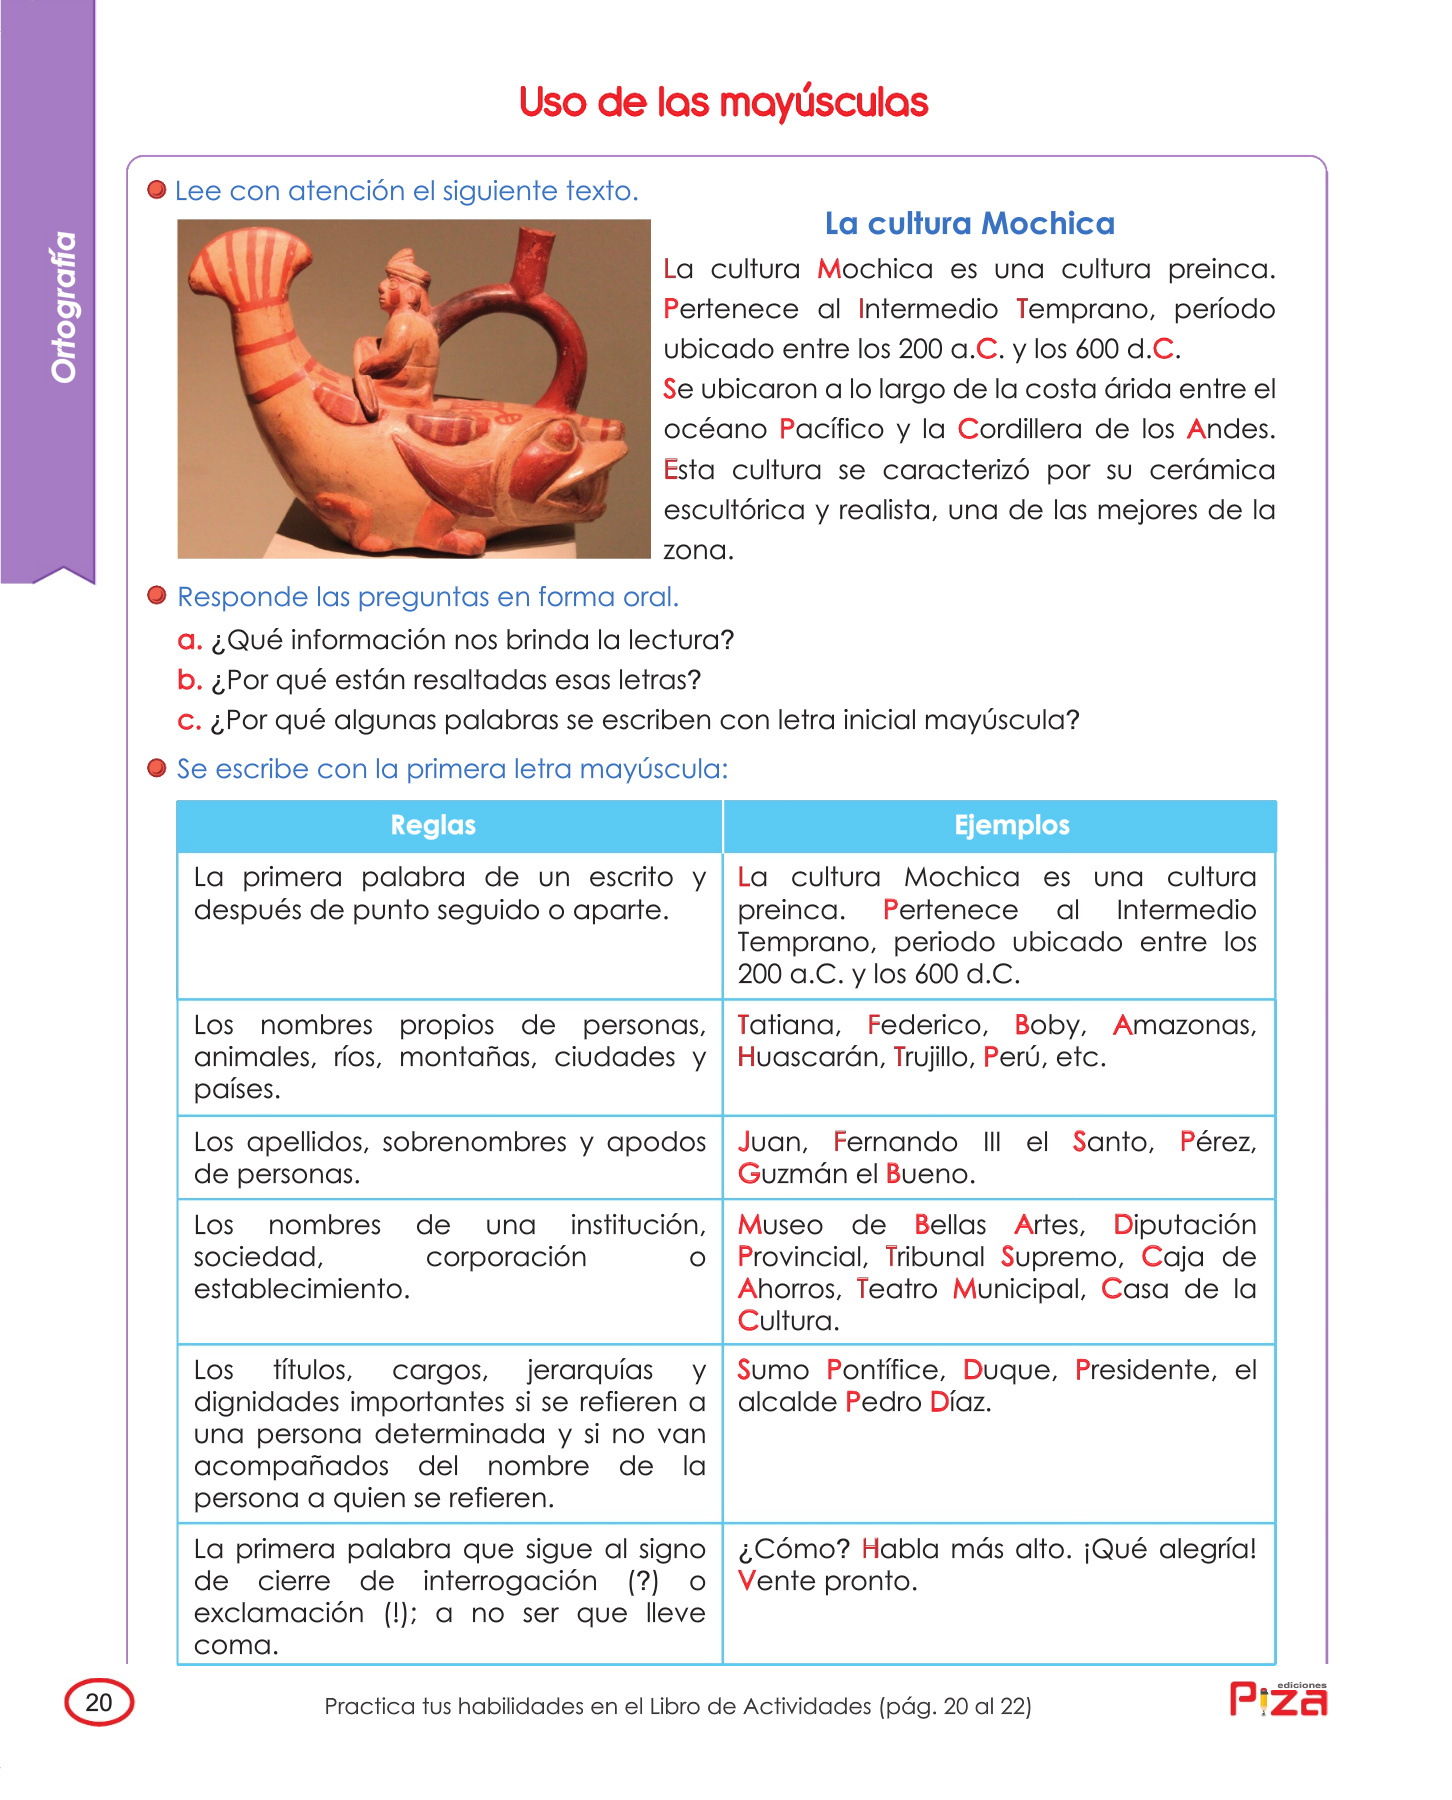 Ortografía
Uso de las mayúsculas
Lee con atención el siguiente texto.
La cultura Mochica
La cultura Mochica es una cultura preinca.
Pertenece al Intermedio Temprano, período
ubicado entre los 200 a.C. y los 600 d.C.
Se ubicaron a lo largo de la costa árida entre el
océano Pacífico y la Cordillera de los Andes.
Esta cultura se caracterizó por su cerámica
escultórica y realista, una de las mejores de la
zona.
Responde las preguntas en forma oral.
a. ¿Qué información nos brinda la lectura?
b. ¿Por qué están resaltadas esas letras?
c. ¿Por qué algunas palabras se escriben con letra inicial mayúscula?
Se escribe con la primera letra mayúscula:
Reglas
Ejemplos
La primera palabra de un escrito y
después de punto seguido o aparte.
La cultura Mochica es una cultura
preinca. Pertenece al Intermedio
Temprano, periodo ubicado entre los
200 a.C. y los 600 d.C.
Los nombres propios de personas,
animales, ríos, montañas, ciudades y
países.
Tatiana, Federico, Boby, Amazonas,
Huascarán, Trujillo, Perú, etc.
Los apellidos, sobrenombres y apodos
de personas.
Juan, Fernando III el Santo, Pérez,
Guzmán el Bueno.
Los nombres de una institución,
sociedad, corporación o
establecimiento.
Museo de Bellas Artes, Diputación
Provincial, Tribunal Supremo, Caja de
Ahorros, Teatro Municipal, Casa de la
Cultura.
Los títulos, cargos, jerarquías y
dignidades importantes si se refieren a
una persona determinada y si no van
acompañados del nombre de la
persona a quien se refieren.
Sumo Pontífice, Duque, Presidente, el
alcalde Pedro Díaz.
La primera palabra que sigue al signo
de cierre de interrogación (?) o
exclamación (!); a no ser que lleve
coma.
¿Cómo? Habla más alto. ¡Qué alegría!
Vente pronto.
20
Practica tus habilidades en el Libro de Actividades (pág. 20 al 22)
ediciones
Piza